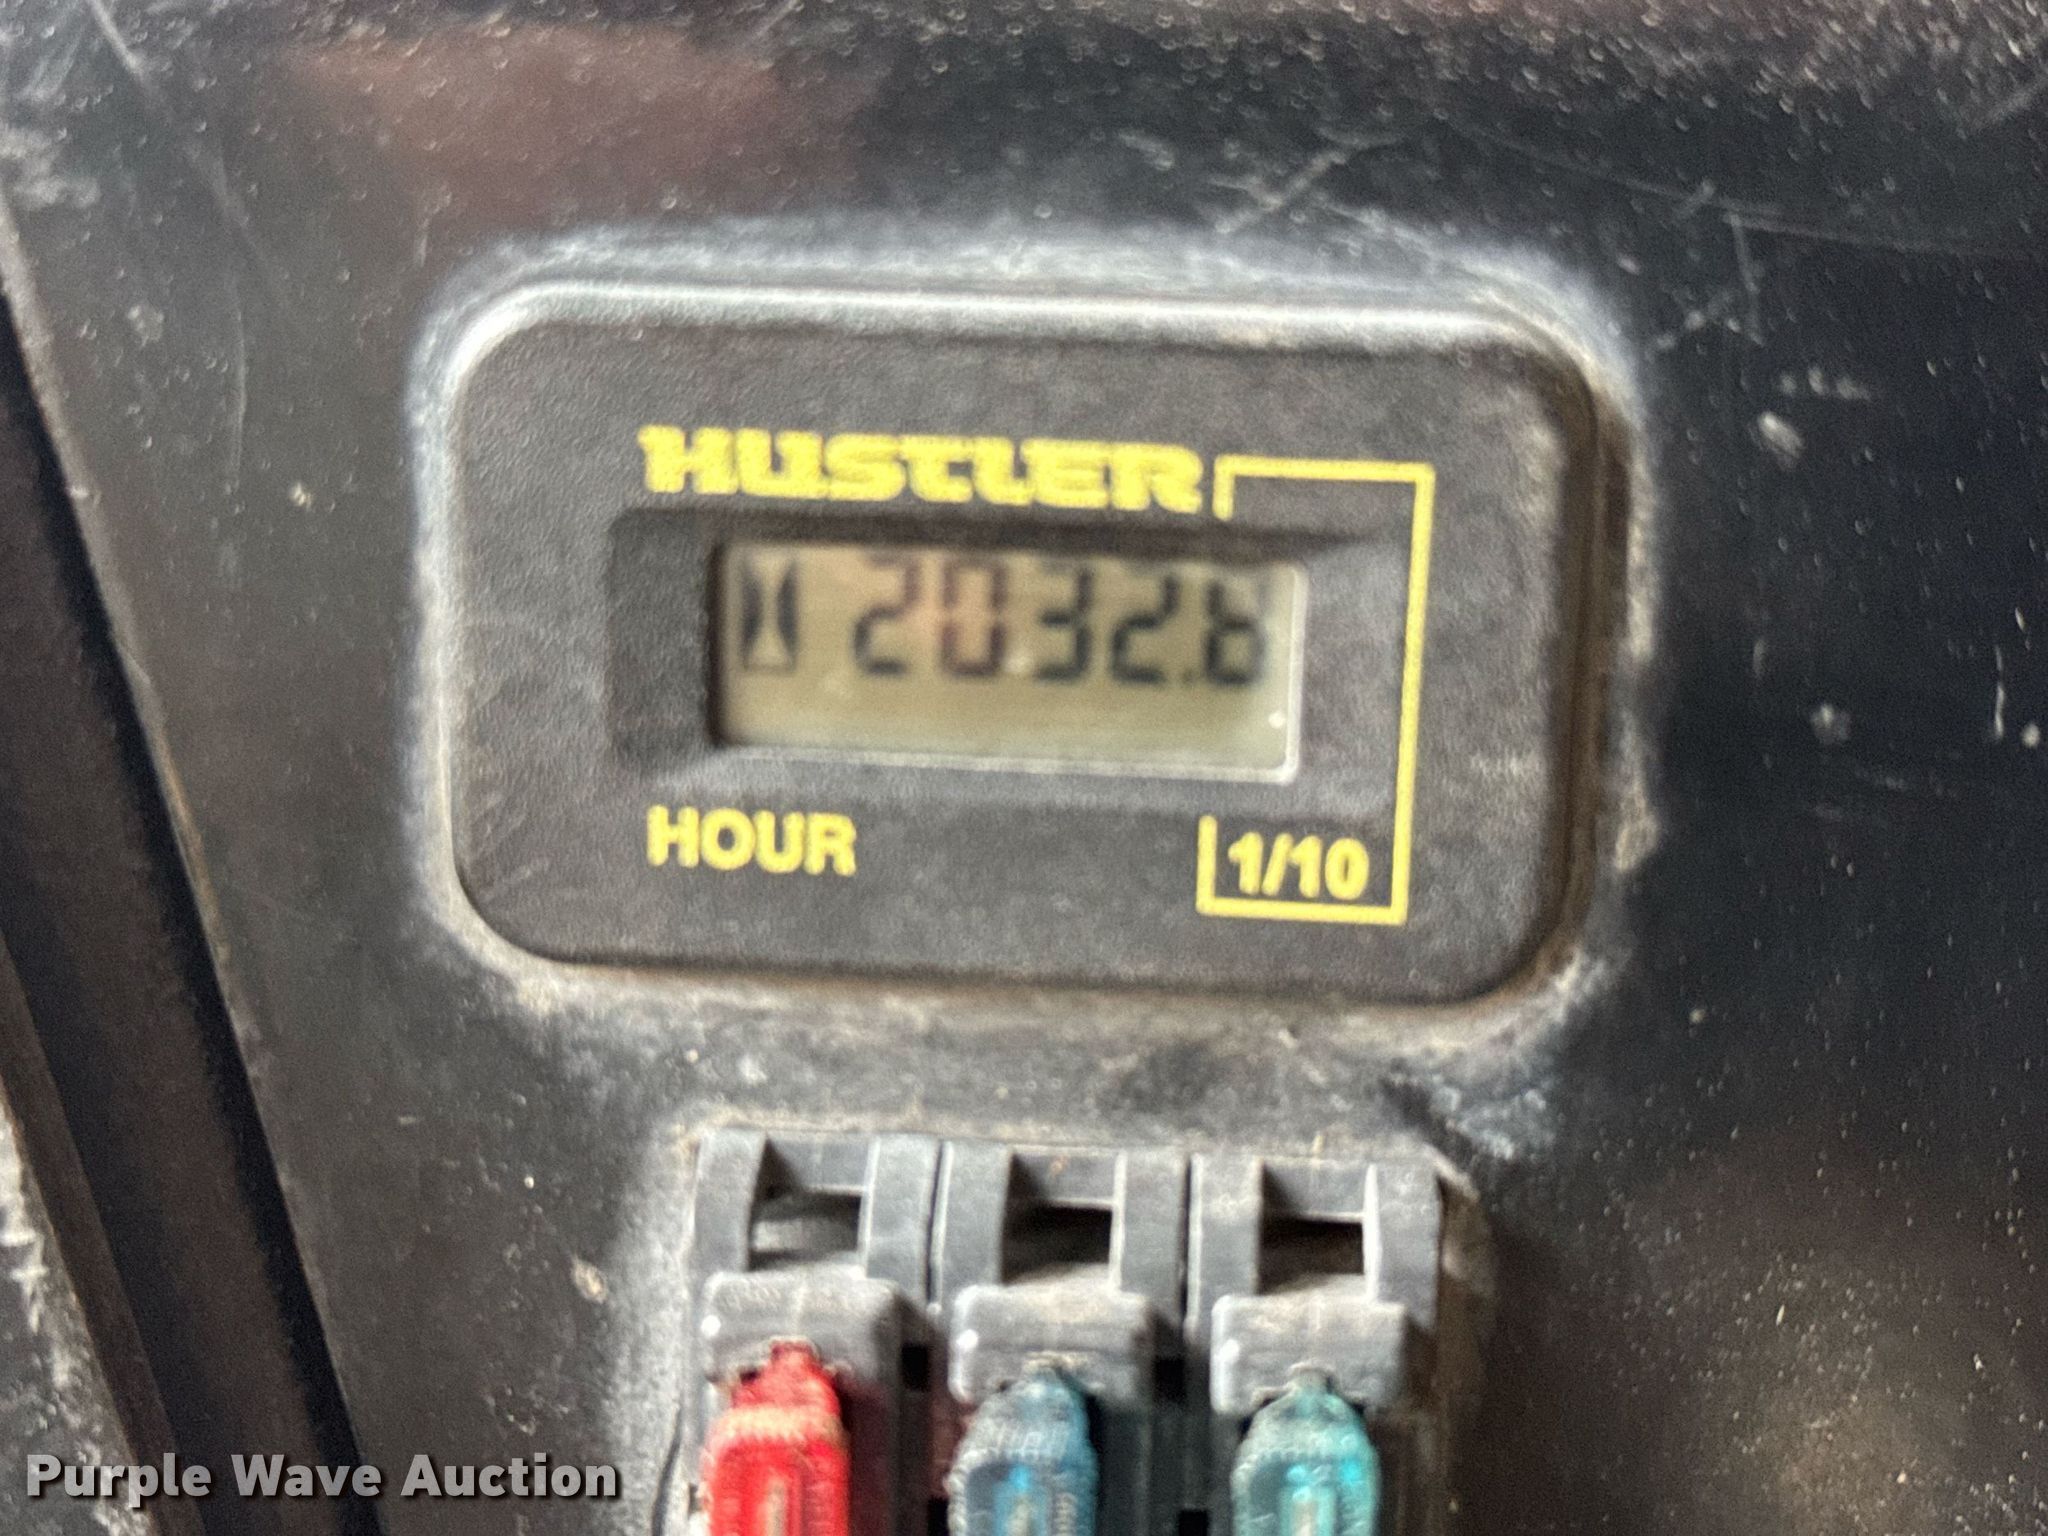 HUSTLER
2032.6
HOUR
1/10
Purple Wave Auction